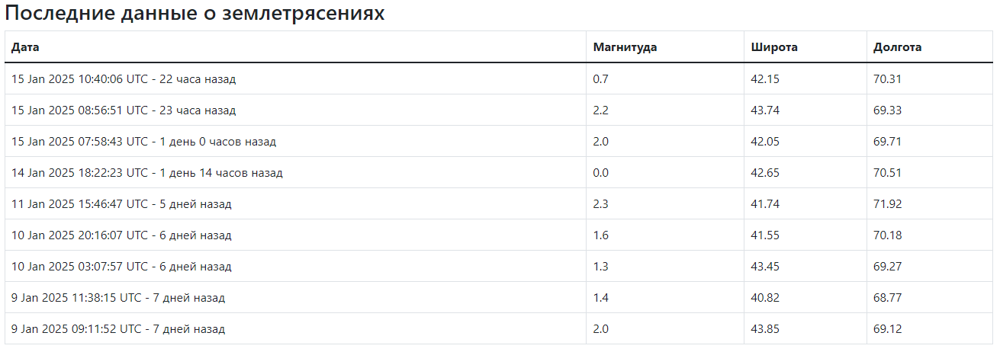 Последние данные о землетрясениях
Дата Магнитуда Широта Долгота
15 Jan 2025 10:40:06 UTC - 22 часа назад 0.7 42.15 70.31
15 Jan 2025 08:56:51 UTC - 23 часа назад 2.2 43.74 69.33
15 Jan 2025 07:58:43 UTC - 1 день 0 часов назад 2.0 42.05 69.71
14 Jan 2025 18:22:23 UTC - 1 день 14 часов назад 0.0 42.65 70.51
11 Jan 2025 15:46:47 UTC - 5 дней назад 2.3 41.74 71.92
10 Jan 2025 20:16:07 UTC - 6 дней назад 1.6 41.55 70.18
10 Jan 2025 03:07:57 UTC - 6 дней назад 1.3 43.45 69.27
9 Jan 2025 11:38:15 UTC - 7 дней назад 1.4 40.82 68.77
9 Jan 2025 09:11:52 UTC - 7 дней назад 2.0 43.85 69.12